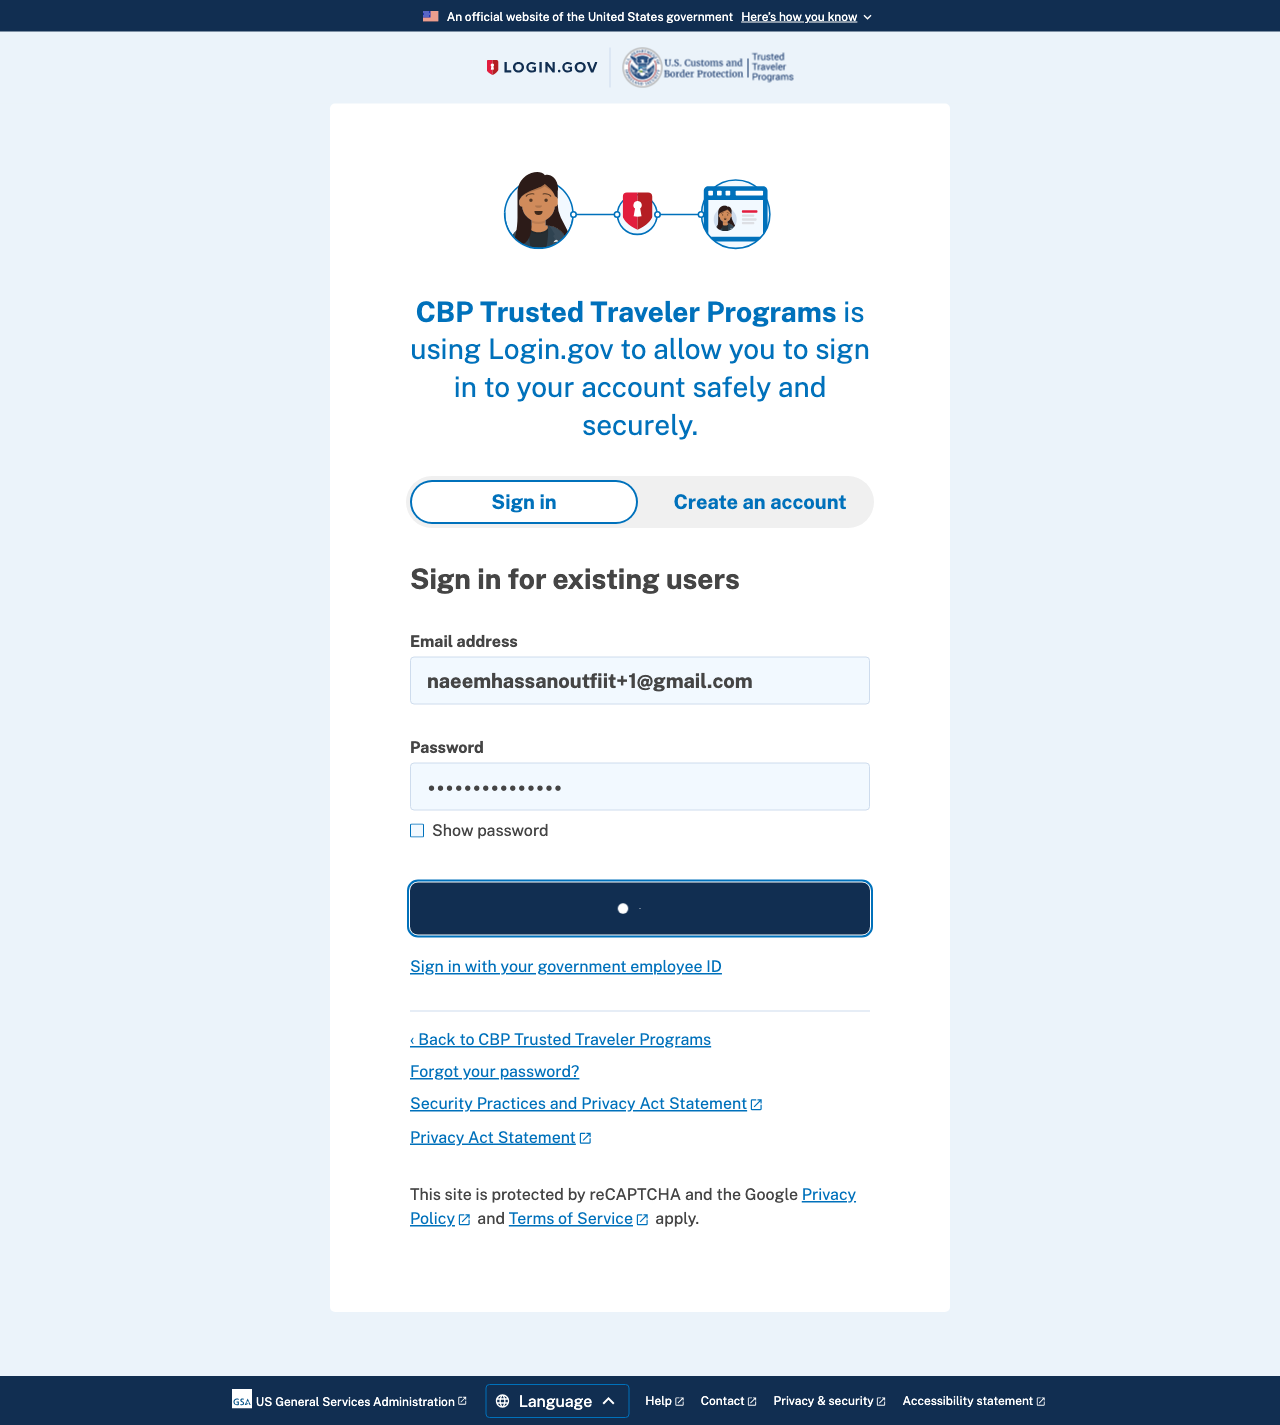 An official website of the United States government Here's how you know
LOGIN.GOV
U.S. Customs and
Border Protection
Trusted
Traveler
Programs
CBP Trusted Traveler Programs is
using Login.gov to allow you to sign
in to your account safely and
securely.
Sign in Create an account
Sign in for existing users
Email address
naeemhassanoutfiit+1@gmail.com
Password
•••••••••••••••
Show password
Sign in with your government employee ID
‹ Back to CBP Trusted Traveler Programs
Forgot your password?
Security Practices and Privacy Act Statement
Privacy Act Statement
This site is protected by reCAPTCHA and the Google Privacy
Policy and Terms of Service apply.
GSA US General Services Administration Language Help Contact Privacy & security Accessibility statement